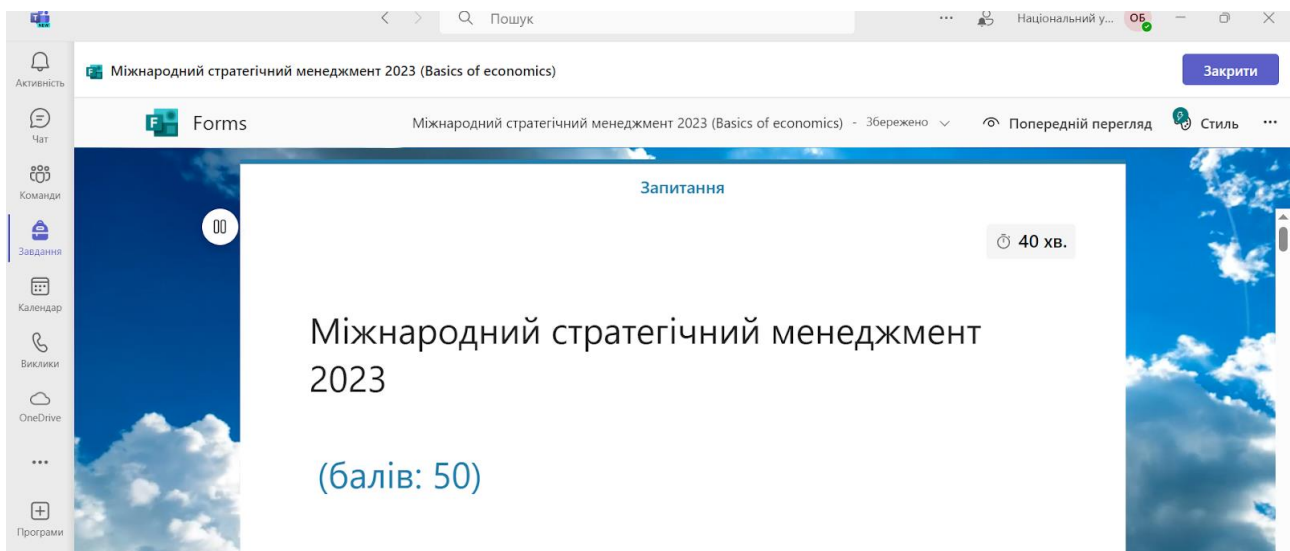 NEW
Пошук
Національний у...
ОБ
Активність
Чат
Команди
Завдання
Календар
Виклики
OneDrive
Програми
Міжнародний стратегічний менеджмент 2023 (Basics of economics)
Закрити
F Forms
Міжнародний стратегічний менеджмент 2023 (Basics of economics) - Збережено
Попередній перегляд
Стиль
Запитання
40 хв.
Міжнародний стратегічний менеджмент
2023
(балів: 50)